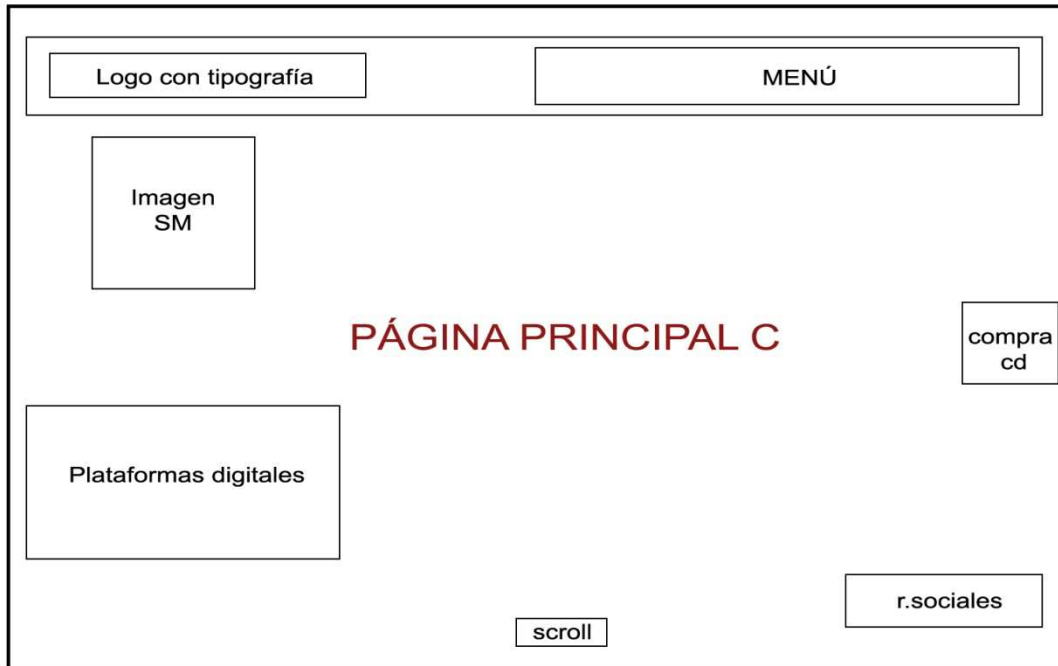 Logo con tipografía
MENÚ
Imagen
SM
PÁGINA PRINCIPAL C
compra
cd
Plataformas digitales
r.sociales
scroll